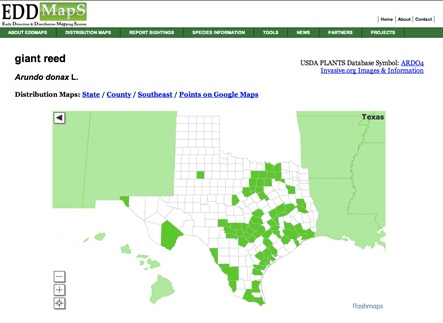 EDDMapS
Early Detection & Distribution Mapping System
Home | About | Contact
ABOUT EDDMAPS DISTRIBUTION MAPS REPORT SIGHTINGS SPECIES INFORMATION TOOLS NEWS PARTNERS PROJECTS
giant reed
USDA PLANTS Database Symbol: ARDO4
Arundo donax L.
Invasive.org Images & Information
Distribution Maps: State / County / Southeast / Points on Google Maps
Texas
flashmaps